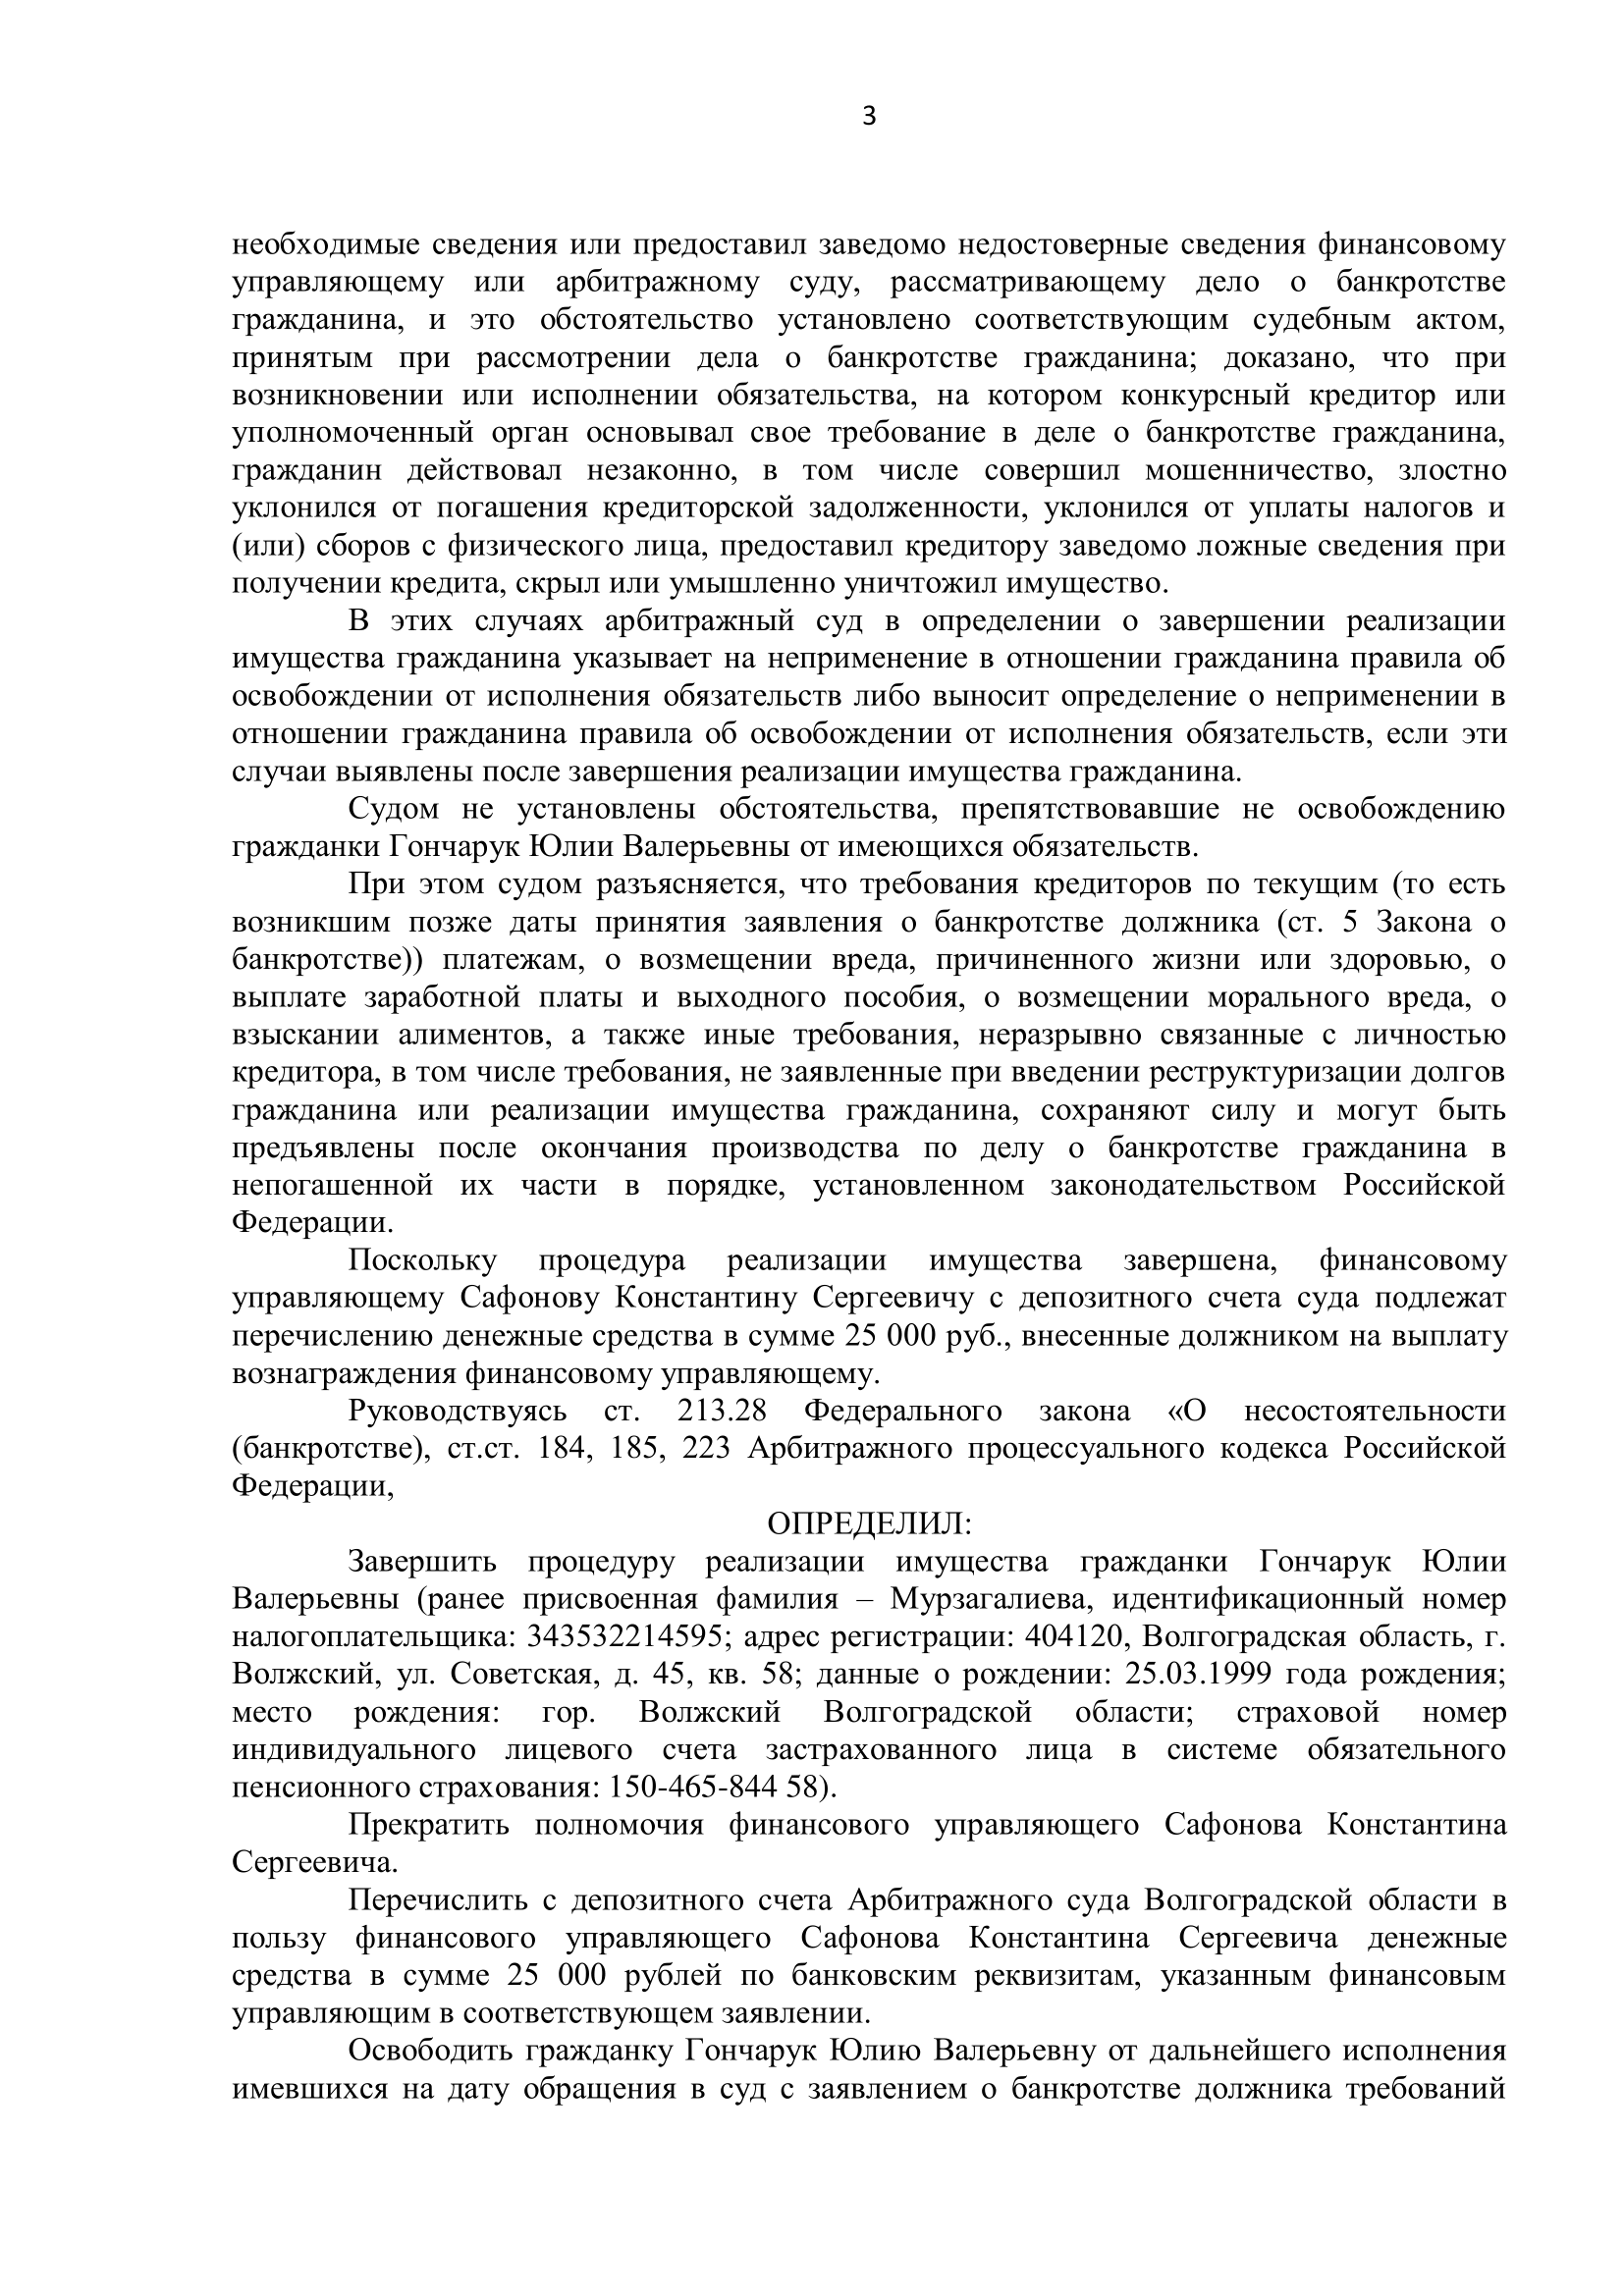 3
необходимые сведения или предоставил заведомо недостоверные сведения финансовому
управляющему или арбитражному суду, рассматривающему дело о банкротстве
гражданина, и это обстоятельство установлено соответствующим судебным актом,
принятым при рассмотрении дела о банкротстве гражданина; доказано, что при
возникновении или исполнении обязательства, на котором конкурсный кредитор или
уполномоченный орган основывал свое требование в деле о банкротстве гражданина,
гражданин действовал незаконно, в том числе совершил мошенничество, злостно
уклонился от погашения кредиторской задолженности, уклонился от уплаты налогов и
(или) сборов с физического лица, предоставил кредитору заведомо ложные сведения при
получении кредита, скрыл или умышленно уничтожил имущество.
В этих случаях арбитражный суд в определении о завершении реализации
имущества гражданина указывает на неприменение в отношении гражданина правила об
освобождении от исполнения обязательств либо выносит определение о неприменении в
отношении гражданина правила об освобождении от исполнения обязательств, если эти
случаи выявлены после завершения реализации имущества гражданина.
Судом не установлены обстоятельства, препятствовавшие не освобождению
гражданки Гончарук Юлии Валерьевны от имеющихся обязательств.
При этом судом разъясняется, что требования кредиторов по текущим (то есть
возникшим позже даты принятия заявления о банкротстве должника (ст. 5 Закона о
банкротстве)) платежам, о возмещении вреда, причиненного жизни или здоровью, о
выплате заработной платы и выходного пособия, о возмещении морального вреда, о
взыскании алиментов, а также иные требования, неразрывно связанные с личностью
кредитора, в том числе требования, не заявленные при введении реструктуризации долгов
гражданина или реализации имущества гражданина, сохраняют силу и могут быть
предъявлены после окончания производства по делу о банкротстве гражданина в
непогашенной их части в порядке, установленном законодательством Российской
Федерации.
Поскольку процедура реализации имущества завершена, финансовому
управляющему Сафонову Константину Сергеевичу с депозитного счета суда подлежат
перечислению денежные средства в сумме 25 000 руб., внесенные должником на выплату
вознаграждения финансовому управляющему.
Руководствуясь ст. 213.28 Федерального закона «О несостоятельности
(банкротстве), ст.ст. 184, 185, 223 Арбитражного процессуального кодекса Российской
Федерации,
ОПРЕДЕЛИЛ:
Завершить процедуру реализации имущества гражданки Гончарук Юлии
Валерьевны (ранее присвоенная фамилия – Мурзагалиева, идентификационный номер
налогоплательщика: 343532214595; адрес регистрации: 404120, Волгоградская область, г.
Волжский, ул. Советская, д. 45, кв. 58; данные о рождении: 25.03.1999 года рождения;
место рождения: гор. Волжский Волгоградской области; страховой номер
индивидуального лицевого счета застрахованного лица в системе обязательного
пенсионного страхования: 150-465-844 58).
Прекратить полномочия финансового управляющего Сафонова Константина
Сергеевича.
Перечислить с депозитного счета Арбитражного суда Волгоградской области в
пользу финансового управляющего Сафонова Константина Сергеевича денежные
средства в сумме 25 000 рублей по банковским реквизитам, указанным финансовым
управляющим в соответствующем заявлении.
Освободить гражданку Гончарук Юлию Валерьевну от дальнейшего исполнения
имевшихся на дату обращения в суд с заявлением о банкротстве должника требований